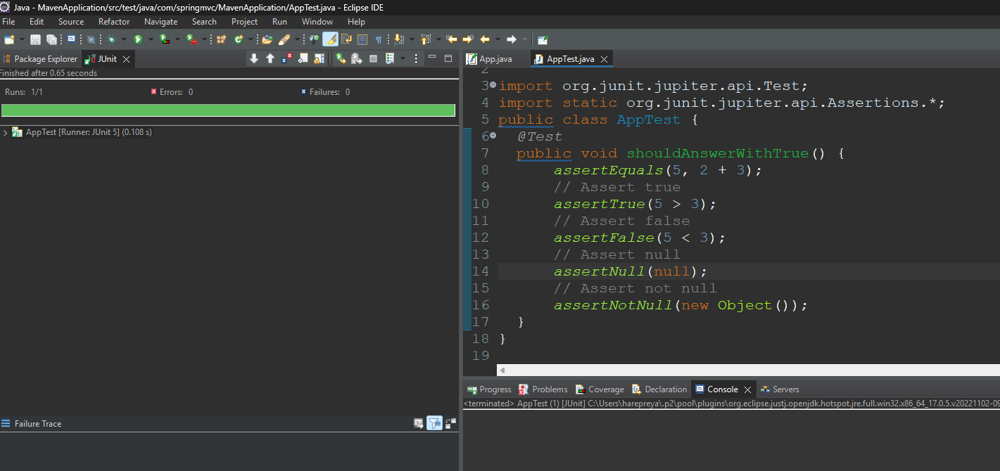 Java - MavenApplication/src/test/java/com/springmvc/MavenApplication/AppTest.java - Eclipse IDE
File Edit Source Refactor Navigate Search Project Run Window Help
Package Explorer JUnit
Finished after 0.65 seconds
Runs: 1/1 Errors: 0 Failures: 0
AppTest [Runner: JUnit 5] (0.108 s)
Failure Trace
App.java AppTest.java
2
3 import org.junit.jupiter.api.Test;
4 import static org.junit.jupiter.api.Assertions.*;
5 public class AppTest {
6 @Test
7 public void shouldAnswerWithTrue() {
8 assertEquals(5, 2 + 3);
9 // Assert true
10 assertTrue(5 > 3);
11 // Assert false
12 assertFalse(5 < 3);
13 // Assert null
14 assertNull(null);
15 // Assert not null
16 assertNotNull(new Object());
17 }
18 }
19
Progress Problems Coverage Declaration Console Servers
<terminated> AppTest (1) [JUnit] C:\Users\harepreya\.p2\pool\plugins\org.eclipse.justj.openjdk.hotspot.jre.full.win32.x86_64_17.0.5.v20221102-09